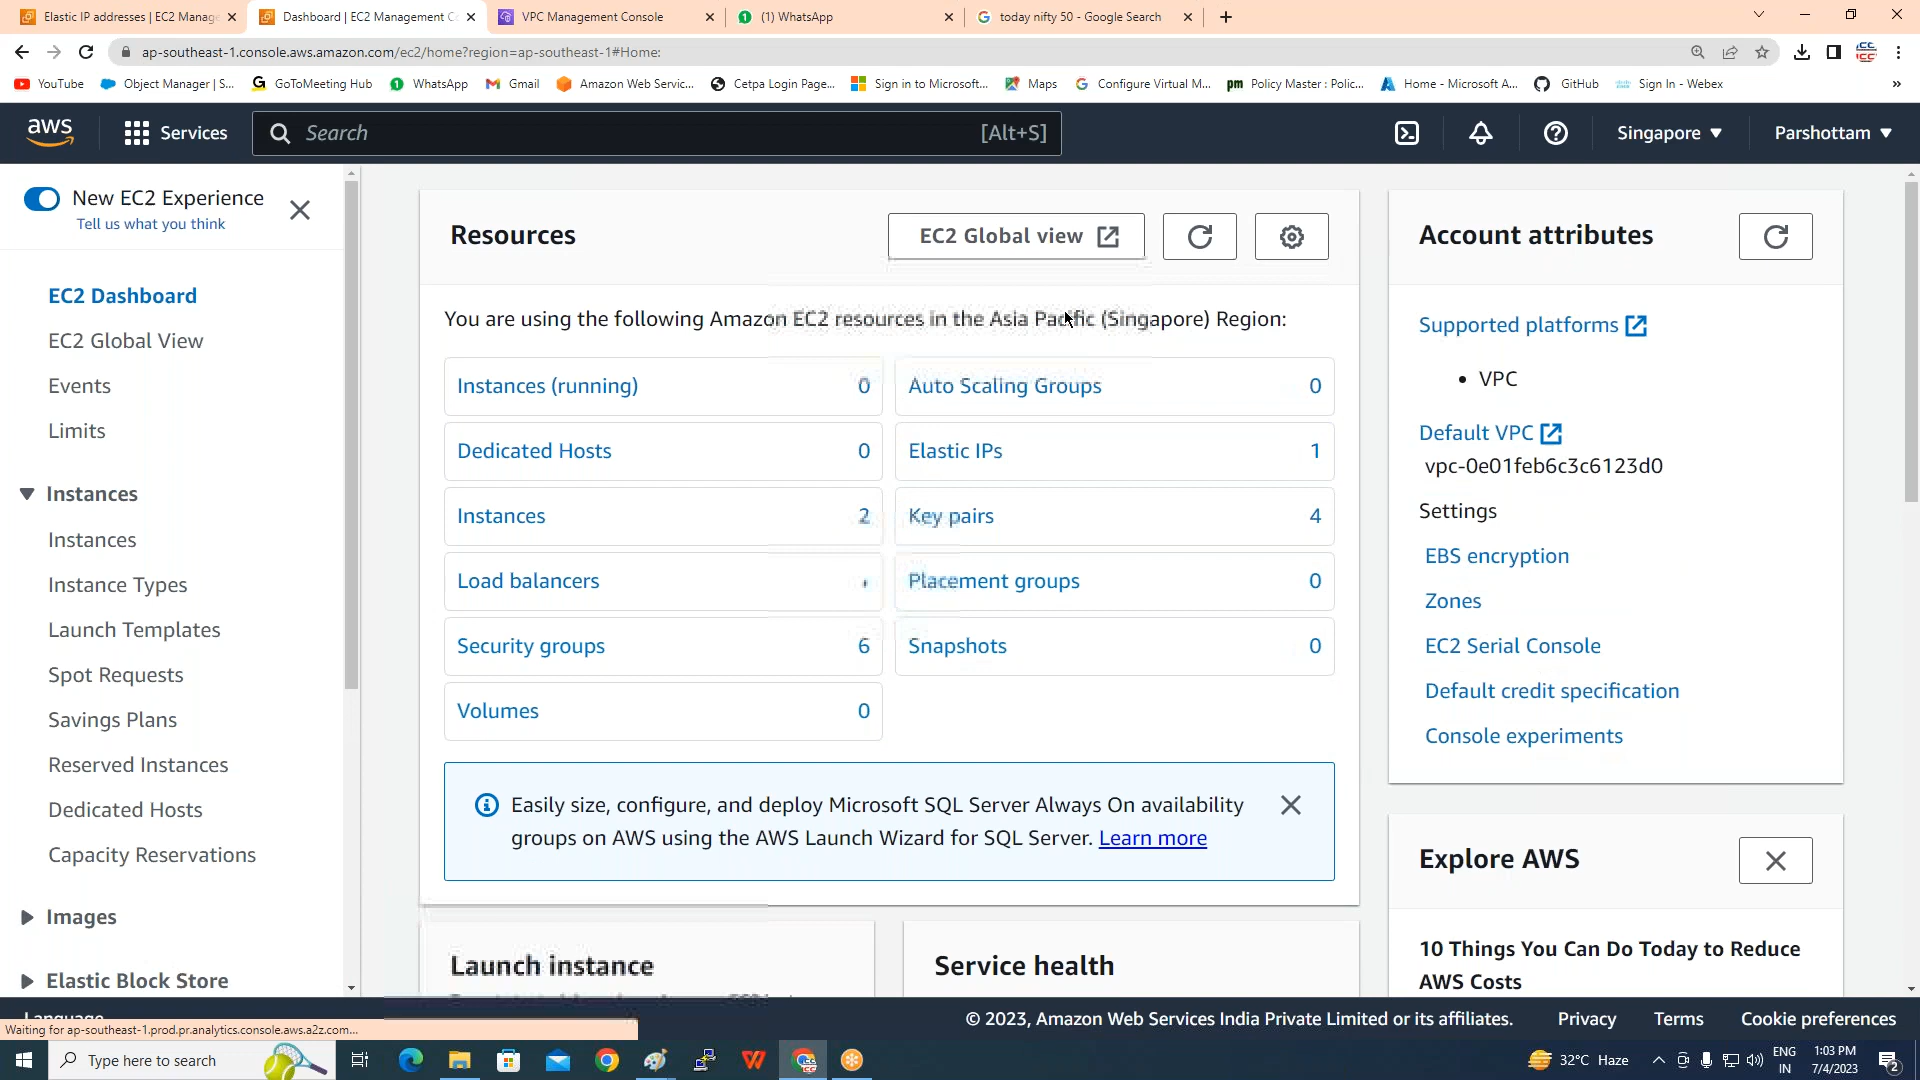 Elastic IP addresses | EC2 Manage
Dashboard | EC2 Management C
VPC Management Console
(1) WhatsApp
today nifty 50 - Google Search
ap-southeast-1.console.aws.amazon.com/ec2/home?region=ap-southeast-1#Home:
YouTube
Object Manager | S...
GoToMeeting Hub
WhatsApp
Gmail
Amazon Web Servic...
Cetpa Login Page...
Sign in to Microsoft...
Maps
Configure Virtual M...
Policy Master : Polic...
Home - Microsoft A...
GitHub
Sign In - Webex
»
aws
Services
Search
[Alt+S]
Singapore
Parshottam
New EC2 Experience
Tell us what you think
EC2 Dashboard
EC2 Global View
Events
Limits
Instances
Instances
Instance Types
Launch Templates
Spot Requests
Savings Plans
Reserved Instances
Dedicated Hosts
Capacity Reservations
Images
Elastic Block Store
Resources
EC2 Global view
You are using the following Amazon EC2 resources in the Asia Pacific (Singapore) Region:
Instances (running) 0
Auto Scaling Groups 0
Dedicated Hosts 0
Elastic IPs 1
Instances 2
Key pairs 4
Load balancers
Placement groups 0
Security groups 6
Snapshots 0
Volumes 0
Easily size, configure, and deploy Microsoft SQL Server Always On availability
groups on AWS using the AWS Launch Wizard for SQL Server. Learn more
Launch instance
Service health
Account attributes
Supported platforms
• VPC
Default VPC
vpc-0e01feb6c3c6123d0
Settings
EBS encryption
Zones
EC2 Serial Console
Default credit specification
Console experiments
Explore AWS
10 Things You Can Do Today to Reduce
AWS Costs
Language
Waiting for ap-southeast-1.prod.pr.analytics.console.aws.a2z.com...
© 2023, Amazon Web Services India Private Limited or its affiliates.
Privacy
Terms
Cookie preferences
Type here to search
32°C Haze
ENG
IN
1:03 PM
7/4/2023
2